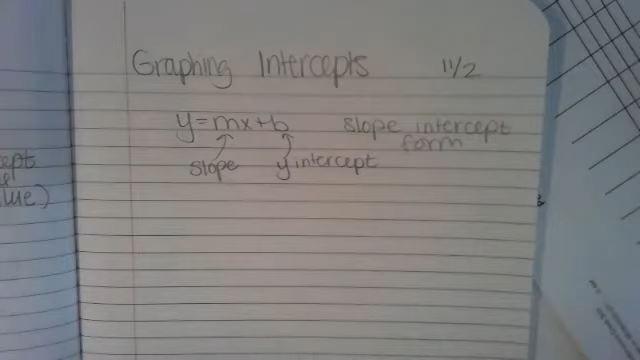 Graphing Intercepts 11/2
y=mx+b slope intercept
form
slope y intercept